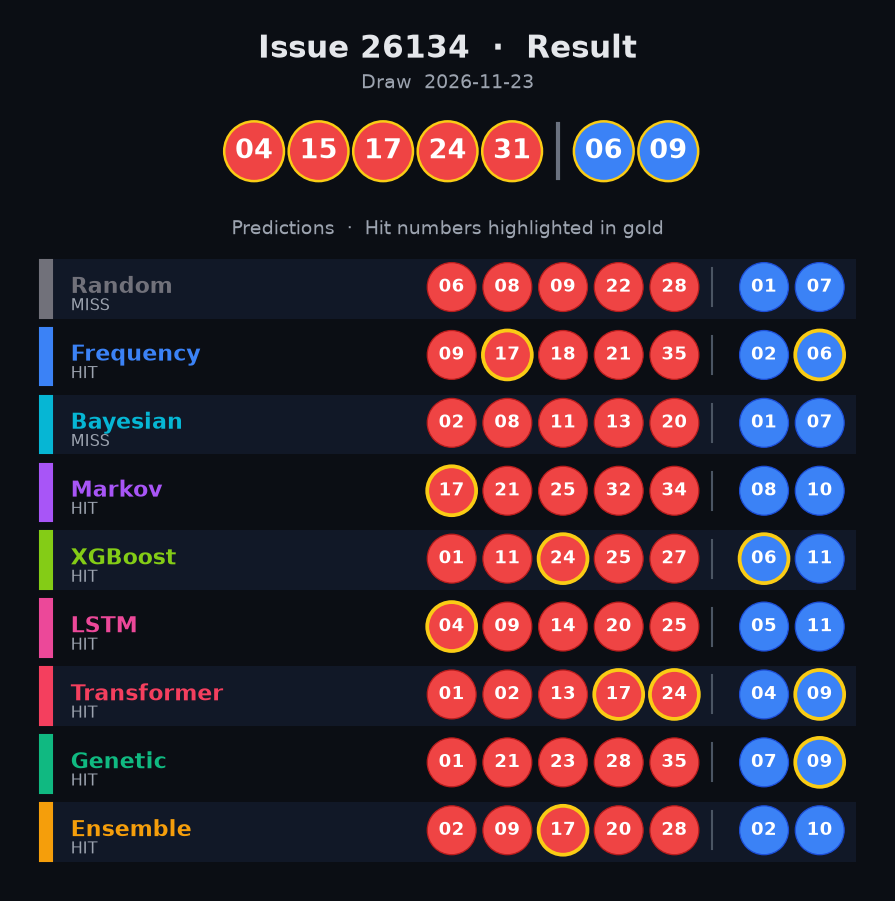 Issue 26134 · Result
Draw 2026-11-23
04 15 17 24 31 06 09
Predictions · Hit numbers highlighted in gold
Random 06 08 09 22 28 01 07
MISS
Frequency 09 17 18 21 35 02 06
HIT
Bayesian 02 08 11 13 20 01 07
MISS
Markov 17 21 25 32 34 08 10
HIT
XGBoost 01 11 24 25 27 06 11
HIT
LSTM 04 09 14 20 25 05 11
HIT
Transformer 01 02 13 17 24 04 09
HIT
Genetic 01 21 23 28 35 07 09
HIT
Ensemble 02 09 17 20 28 02 10
HIT